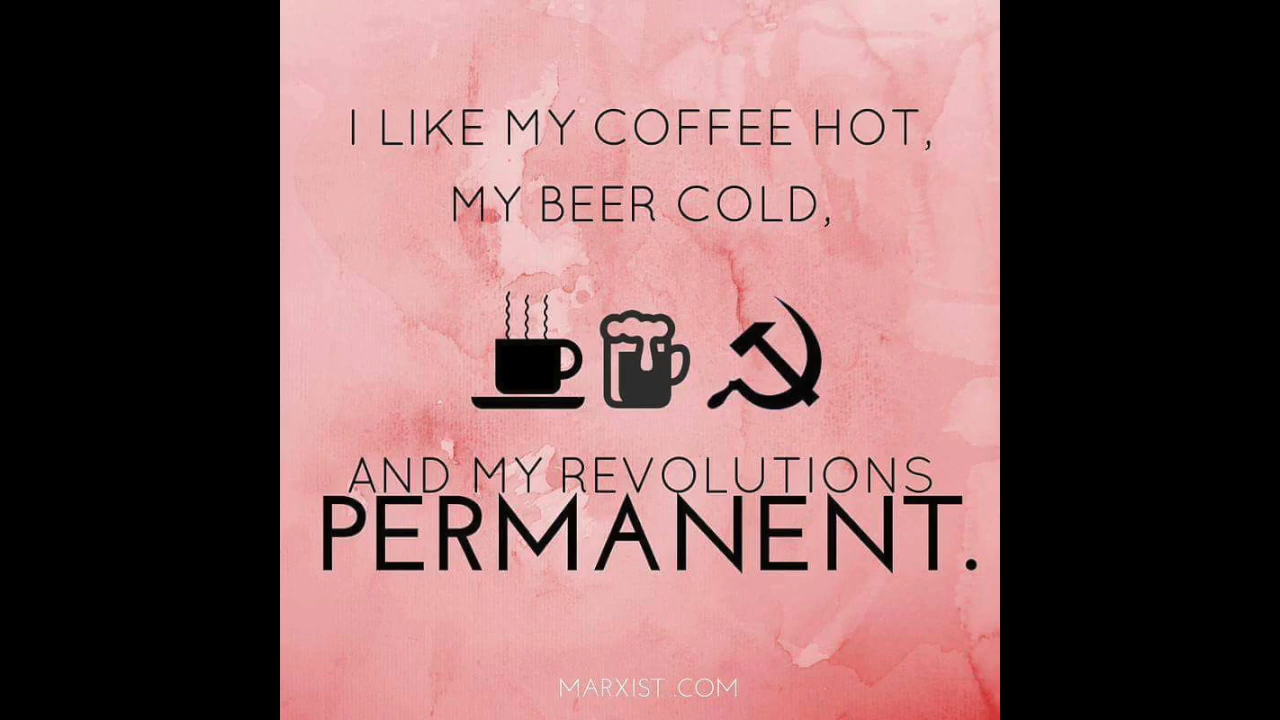 I LIKE MY COFFEE HOT,
MY BEER COLD,
AND MY REVOLUTIONS
PERMANENT.
MARXIST .COM